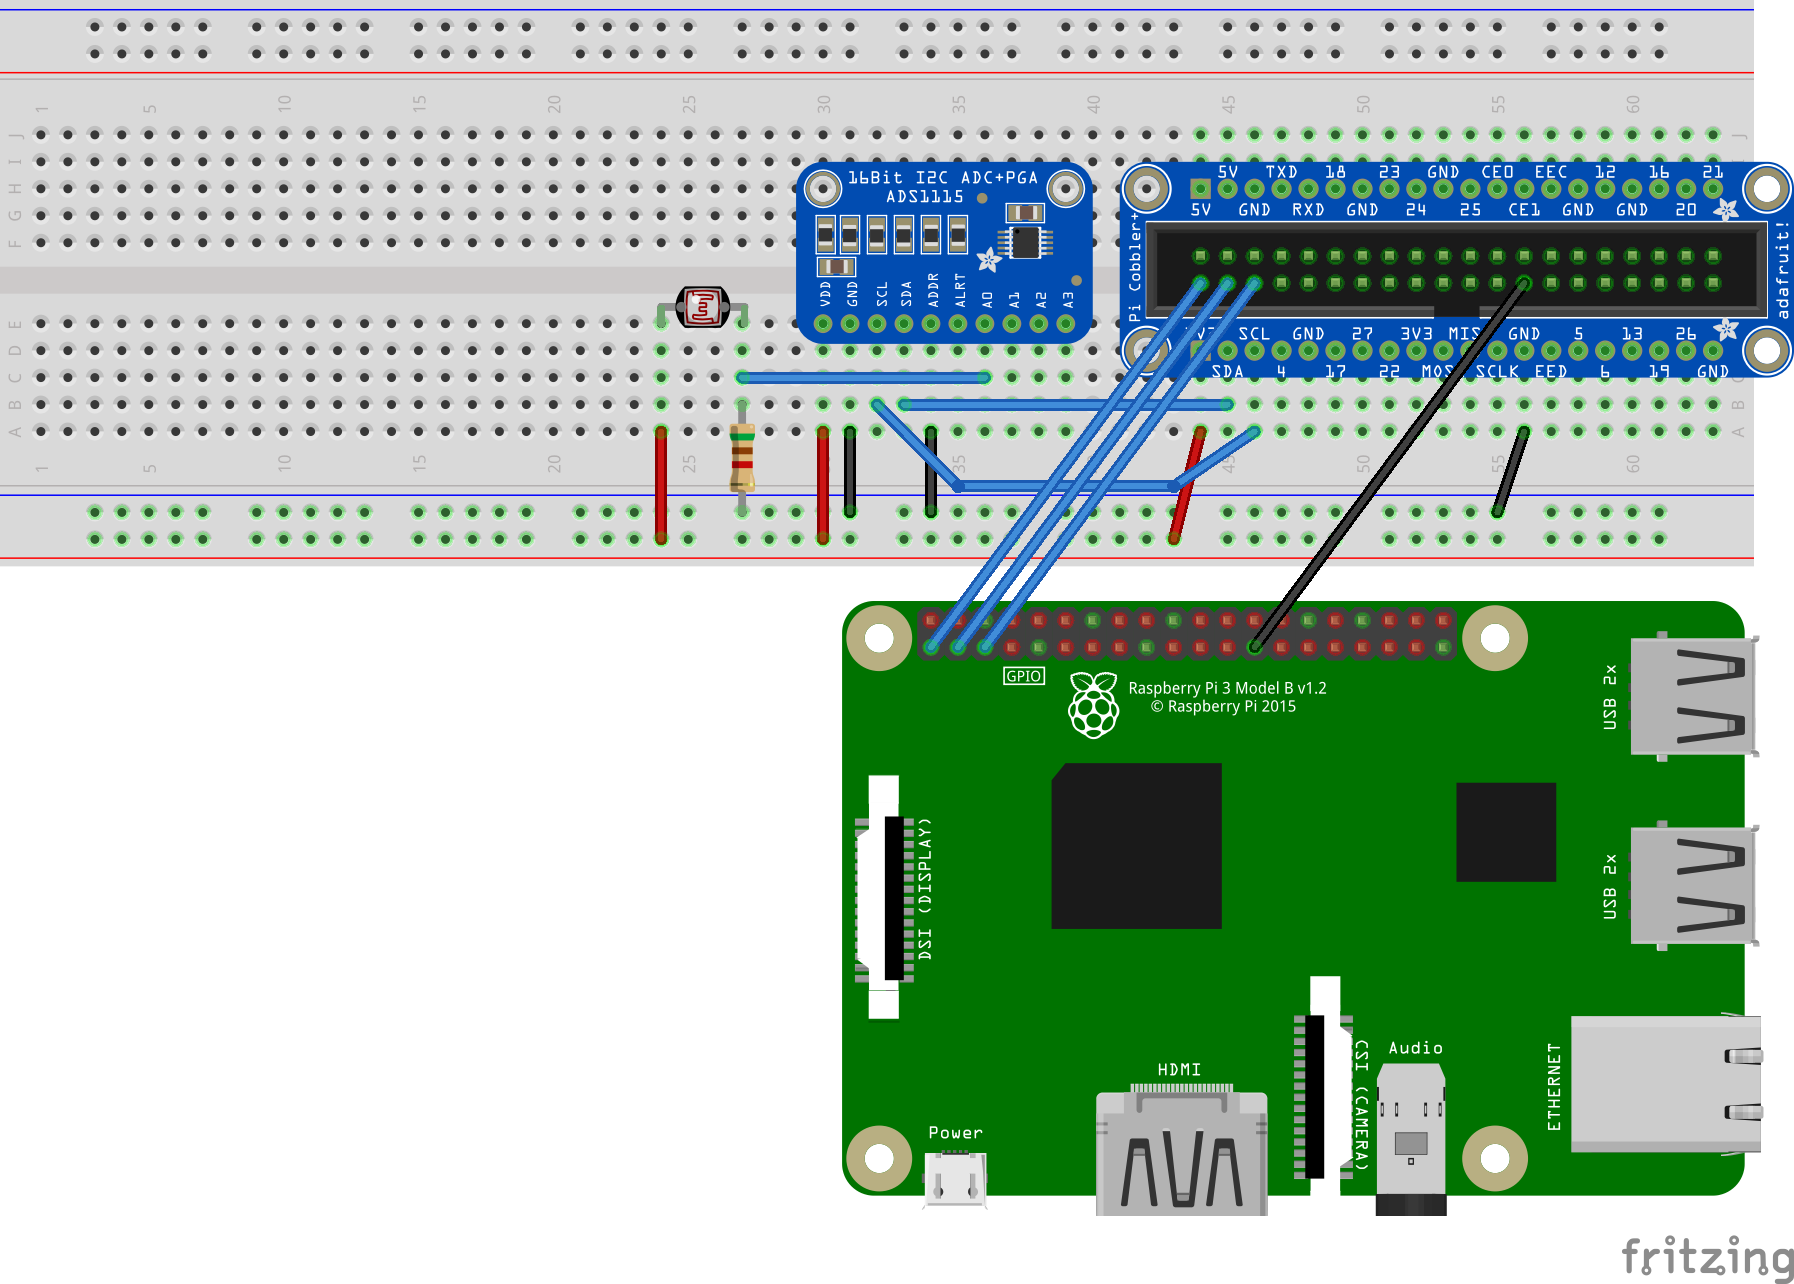 1 5 10 15 20 25 30 35 40 45 50 55 60
J
I
H
G
F
J
16Bit I2C ADC+PGA
ADS1115
VDD GND SCL SDA ADDR ALRT A0 A1 A2 A3
Pi Cobbler+
5V TXD 18 23 GND CE0 EEC 12 16 21
5V GND RXD GND 24 25 CE1 GND GND 20
adafruit!
SCL GND 27 3V3 GND 5 13 26
SDA 4 17 22 SCLK EED 6 19 GND
E
D
C
B
A
B
A
1 5 10 15 20 25 35 45 50 55 60
GPIO
Raspberry Pi 3 Model B v1.2
© Raspberry Pi 2015
USB 2x
USB 2x
DSI (DISPLAY)
ETHERNET
CSI (CAMERA)
Audio
HDMI
Power
fritzing